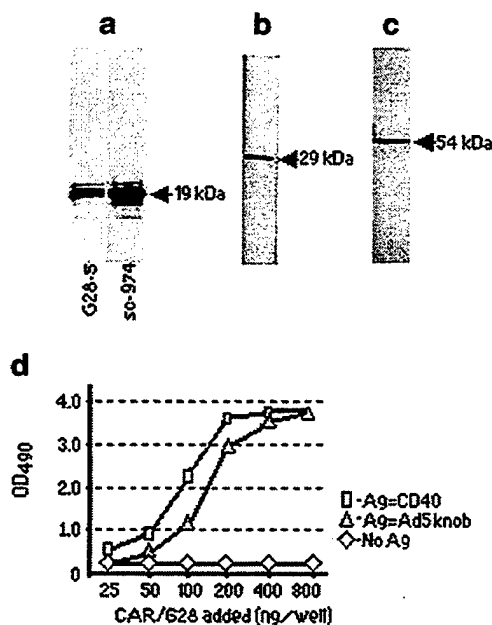 a
b
c
19 kDa
29 kDa
54 kDa
G28-5
sc-974
d
OD490
4.0
3.0
2.0
1.0
0
25 50 100 200 400 800
CAR/G28 added (ng/well)
Ag=CD40
Ag=Ad5knob
No Ag